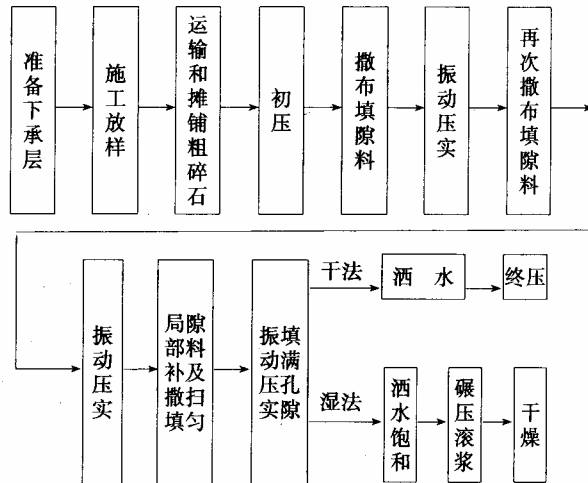 准备下承层
施工放样
运输和摊铺粗碎石
初压
撒布填隙料
振动压实
再次撒布填隙料
振动压实
局部补撒填
隙料及扫匀
振动压实
填满孔隙
干法
洒 水
终压
湿法
洒水饱和
碾压滚浆
干燥